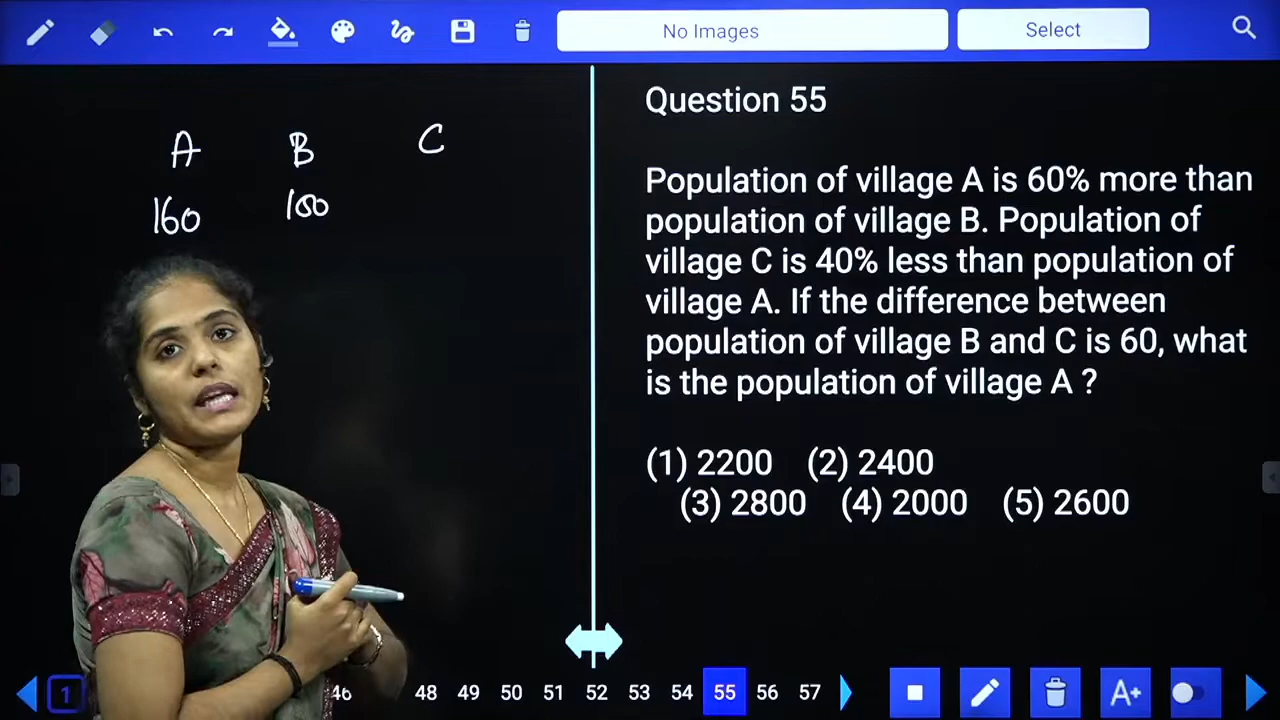 No Images
Select
A B C
160 100
Question 55
Population of village A is 60% more than
population of village B. Population of
village C is 40% less than population of
village A. If the difference between
population of village B and C is 60, what
is the population of village A ?
(1) 2200 (2) 2400
(3) 2800 (4) 2000 (5) 2600
1 46 48 49 50 51 52 53 54 55 56 57
A+